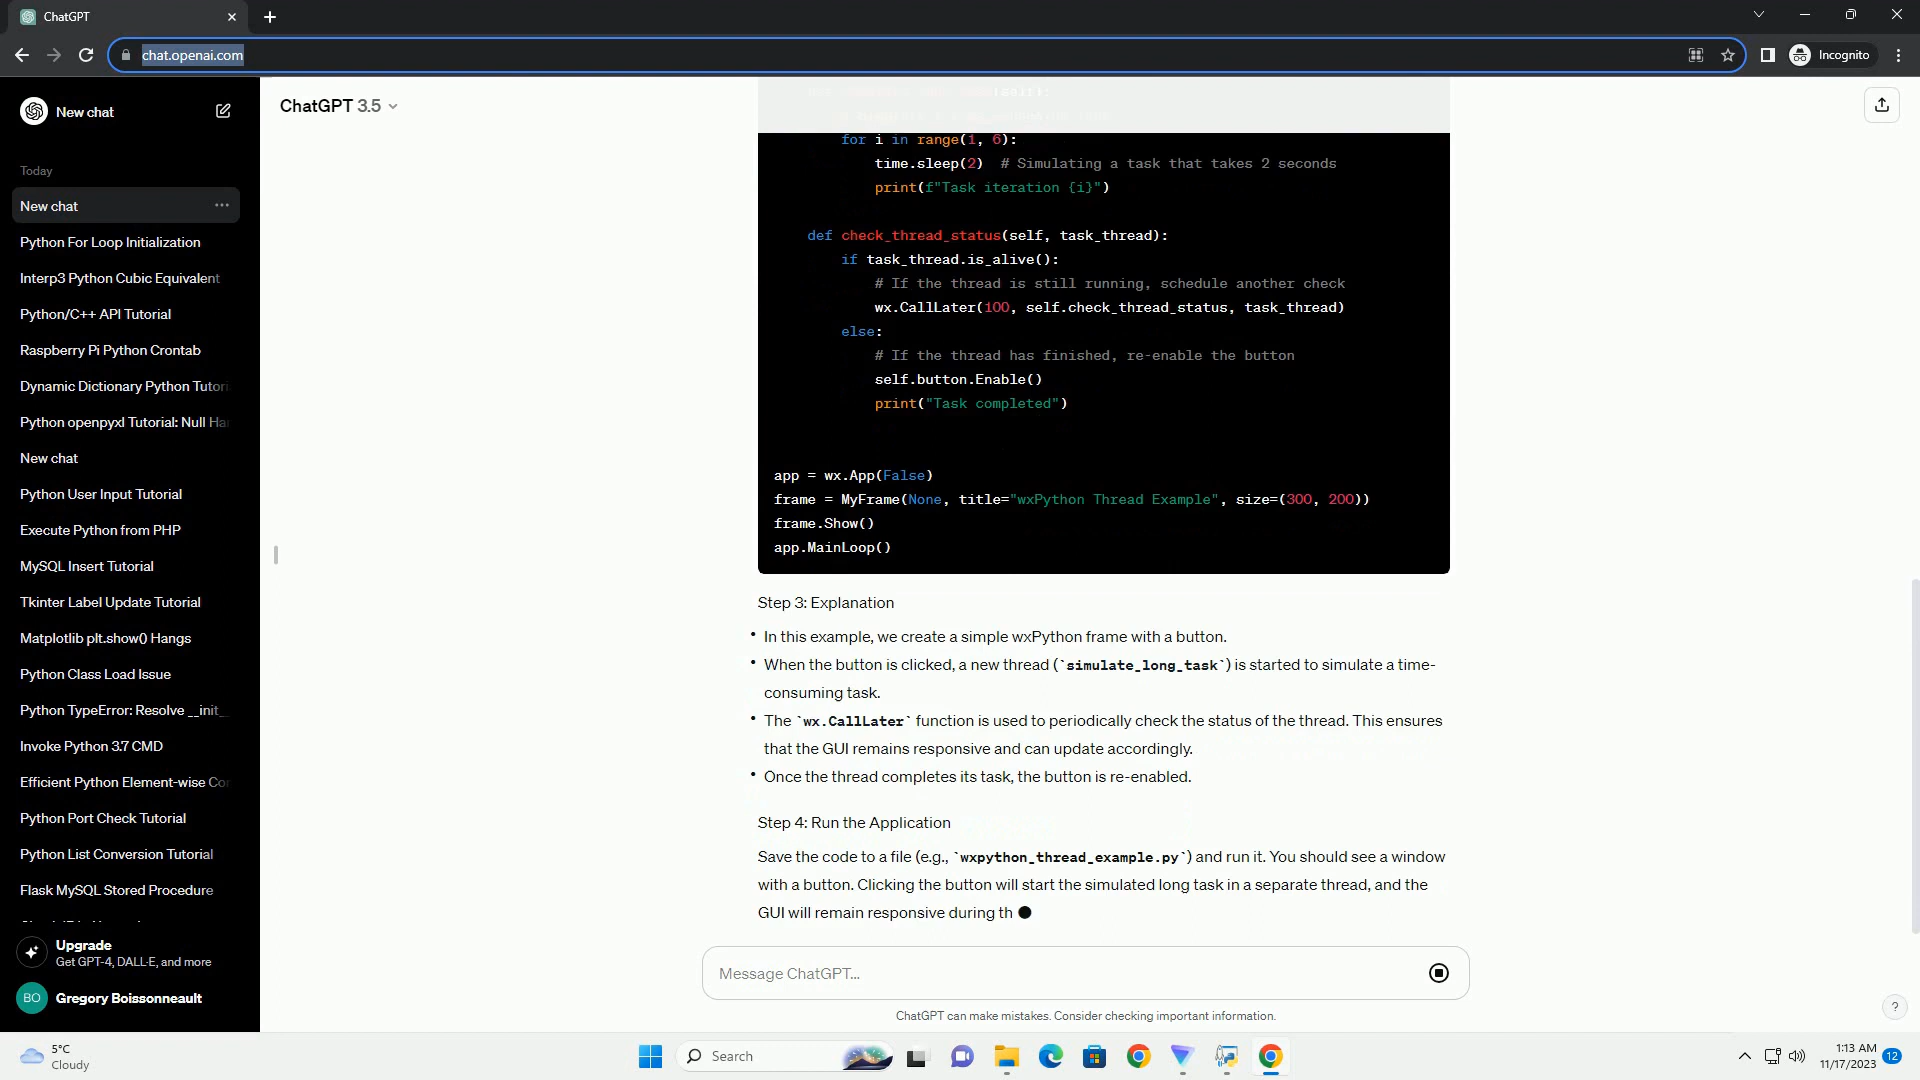 ChatGPT
chat.openai.com
Incognito
New chat
ChatGPT 3.5
Today
New chat
Python For Loop Initialization
Interp3 Python Cubic Equivalent
Python/C++ API Tutorial
Raspberry Pi Python Crontab
Dynamic Dictionary Python Tutori
Python openpyxl Tutorial: Null Ha
New chat
Python User Input Tutorial
Execute Python from PHP
MySQL Insert Tutorial
Tkinter Label Update Tutorial
Matplotlib plt.show() Hangs
Python Class Load Issue
Python TypeError: Resolve __init_
Invoke Python 3.7 CMD
Efficient Python Element-wise Co
Python Port Check Tutorial
Python List Conversion Tutorial
Flask MySQL Stored Procedure
Upgrade
Get GPT-4, DALL·E, and more
BO Gregory Boissonneault
for i in range(1, 6):
time.sleep(2)  # Simulating a task that takes 2 seconds
print(f"Task iteration {i}")
def check_thread_status(self, task_thread):
if task_thread.is_alive():
# If the thread is still running, schedule another check
wx.CallLater(100, self.check_thread_status, task_thread)
else:
# If the thread has finished, re-enable the button
self.button.Enable()
print("Task completed")
app = wx.App(False)
frame = MyFrame(None, title="wxPython Thread Example", size=(300, 200))
frame.Show()
app.MainLoop()
Step 3: Explanation
• In this example, we create a simple wxPython frame with a button.
• When the button is clicked, a new thread (`simulate_long_task`) is started to simulate a time-
consuming task.
• The `wx.CallLater` function is used to periodically check the status of the thread. This ensures
that the GUI remains responsive and can update accordingly.
• Once the thread completes its task, the button is re-enabled.
Step 4: Run the Application
Save the code to a file (e.g., `wxpython_thread_example.py`) and run it. You should see a window
with a button. Clicking the button will start the simulated long task in a separate thread, and the
GUI will remain responsive during th
Message ChatGPT...
ChatGPT can make mistakes. Consider checking important information.
?
5°C
Cloudy
Search
1:13 AM
11/17/2023
12